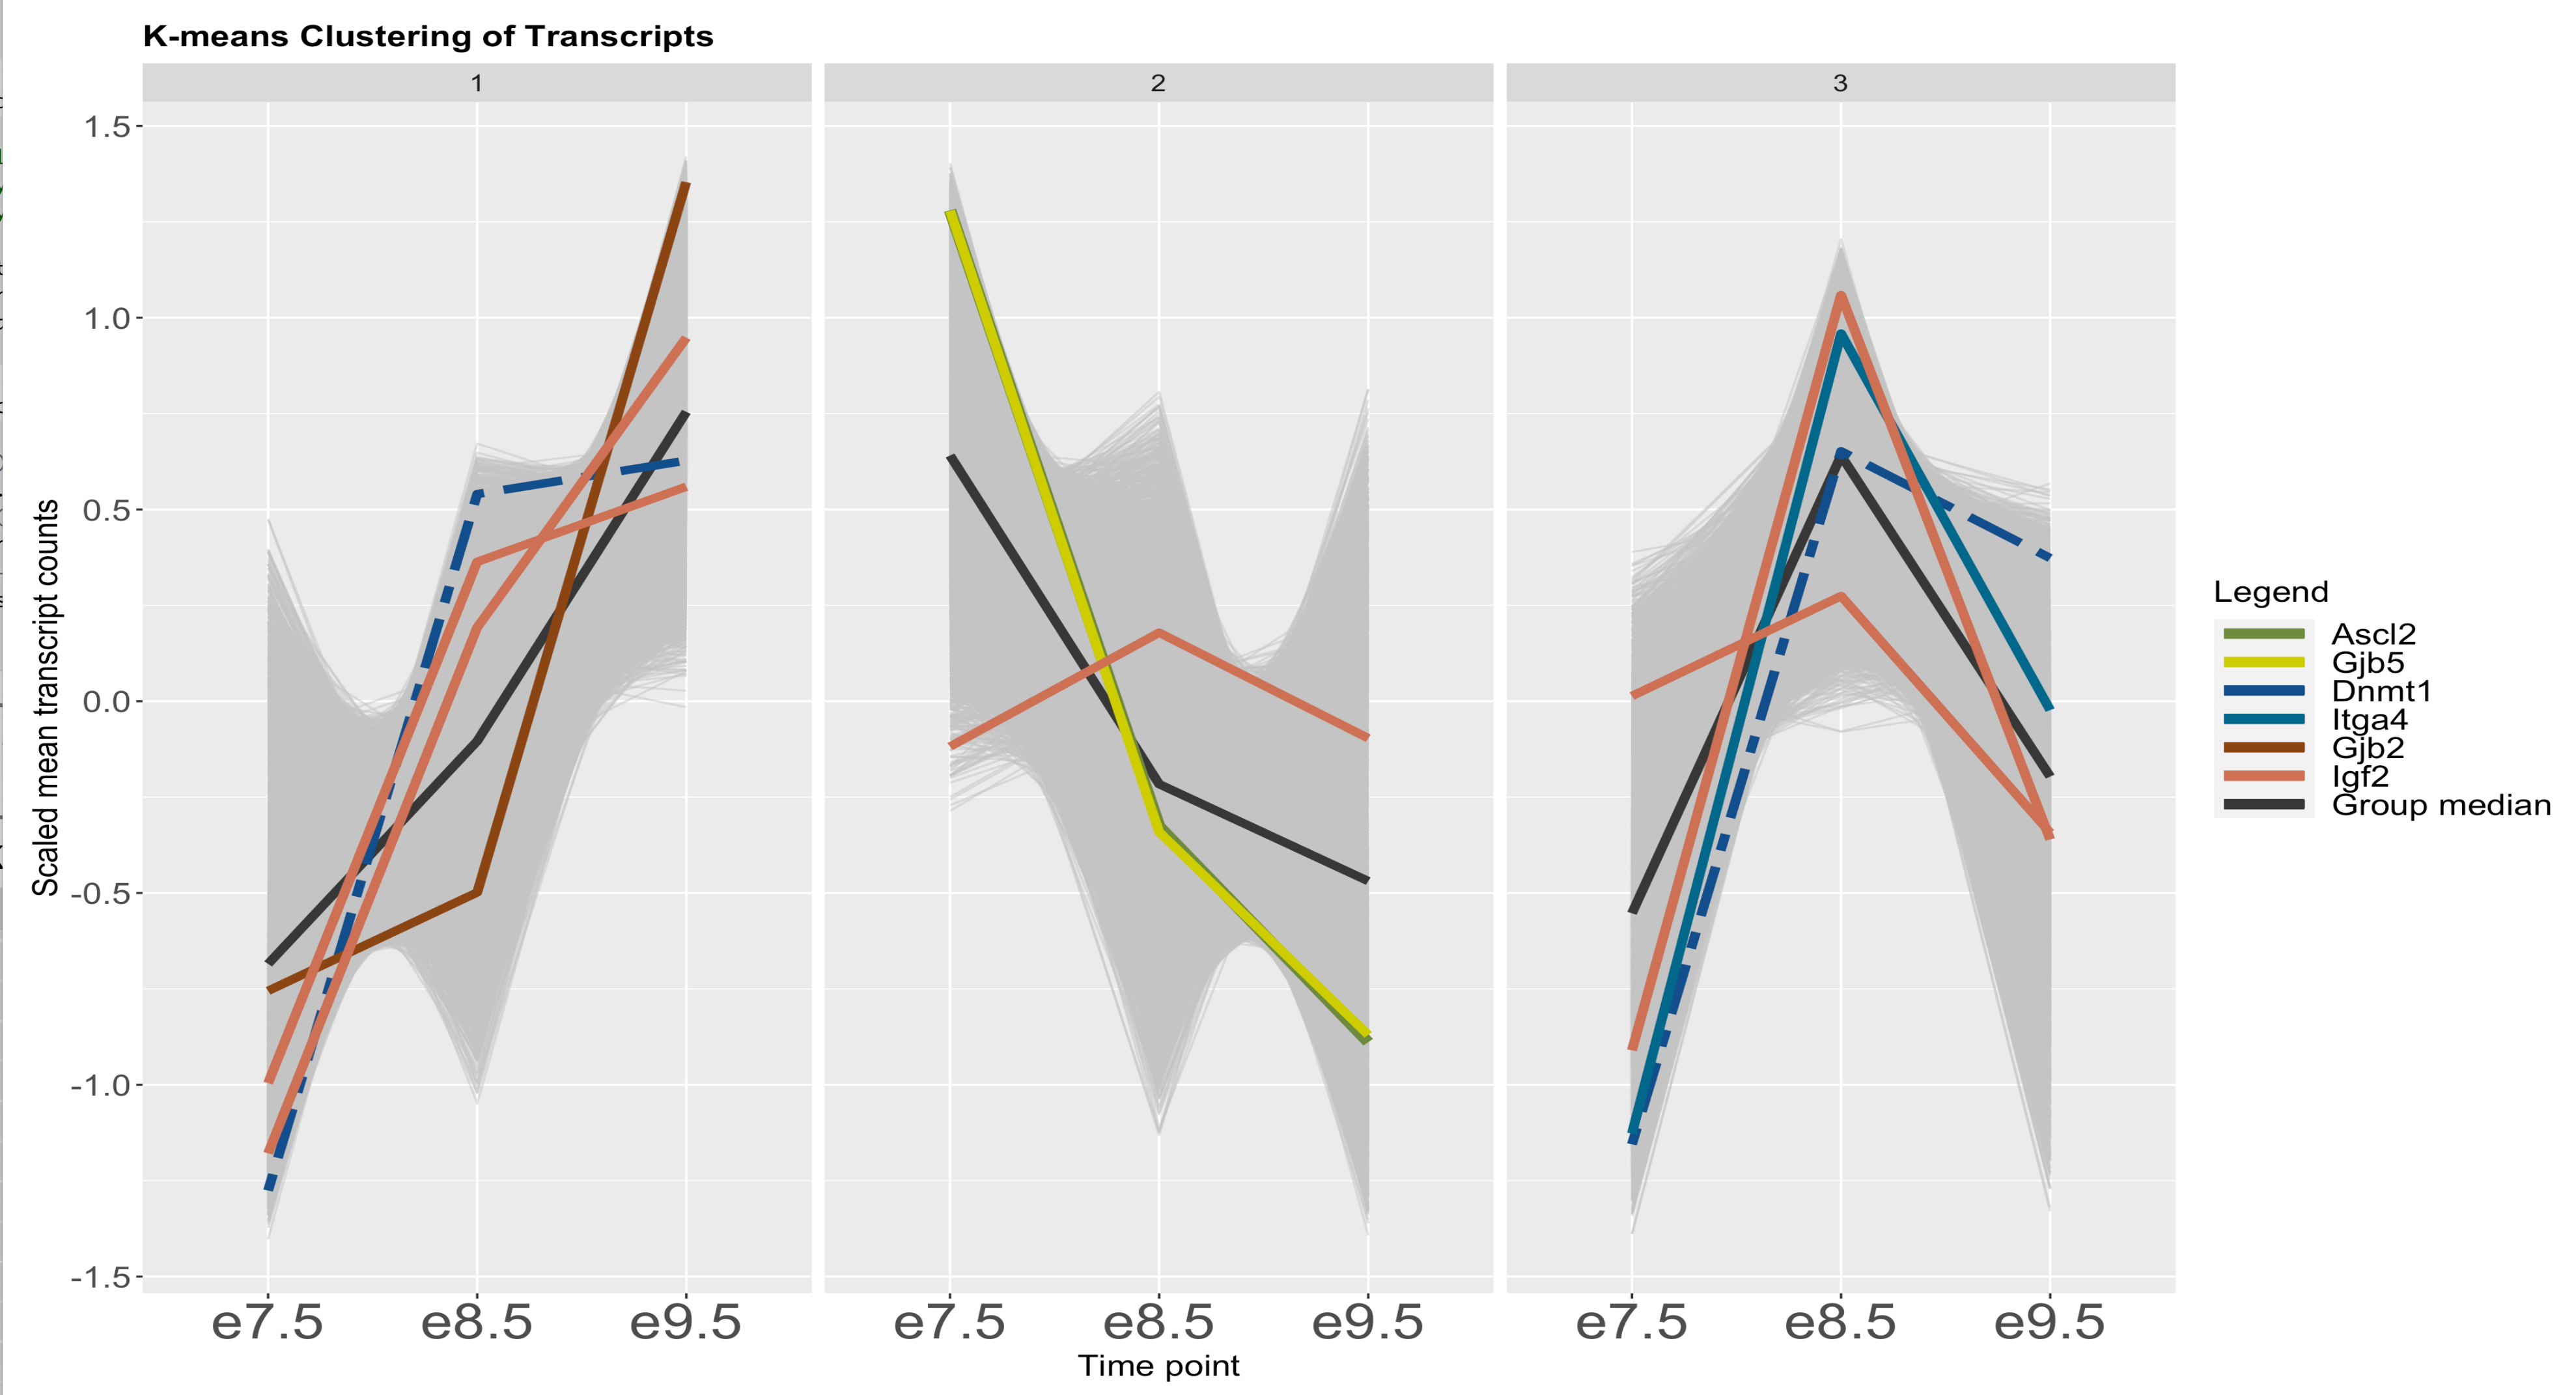 K-means Clustering of Transcripts
1 2 3
Scaled mean transcript counts
1.5
1.0
0.5
0.0
-0.5
-1.0
-1.5
e7.5 e8.5 e9.5 e7.5 e8.5 e9.5 e7.5 e8.5 e9.5
Time point
Legend
Ascl2
Gjb5
Dnmt1
Itga4
Gjb2
Igf2
Group median